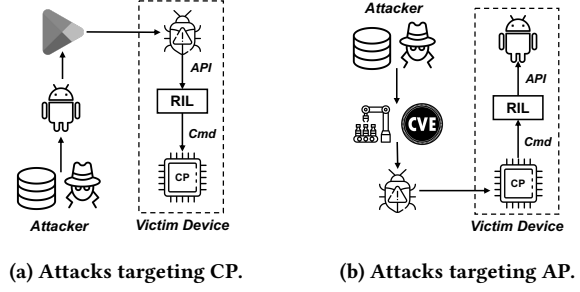 API
RIL
Cmd
CP
Attacker
Victim Device
(a) Attacks targeting CP.
Attacker
CVE
API
RIL
Cmd
CP
Victim Device
(b) Attacks targeting AP.